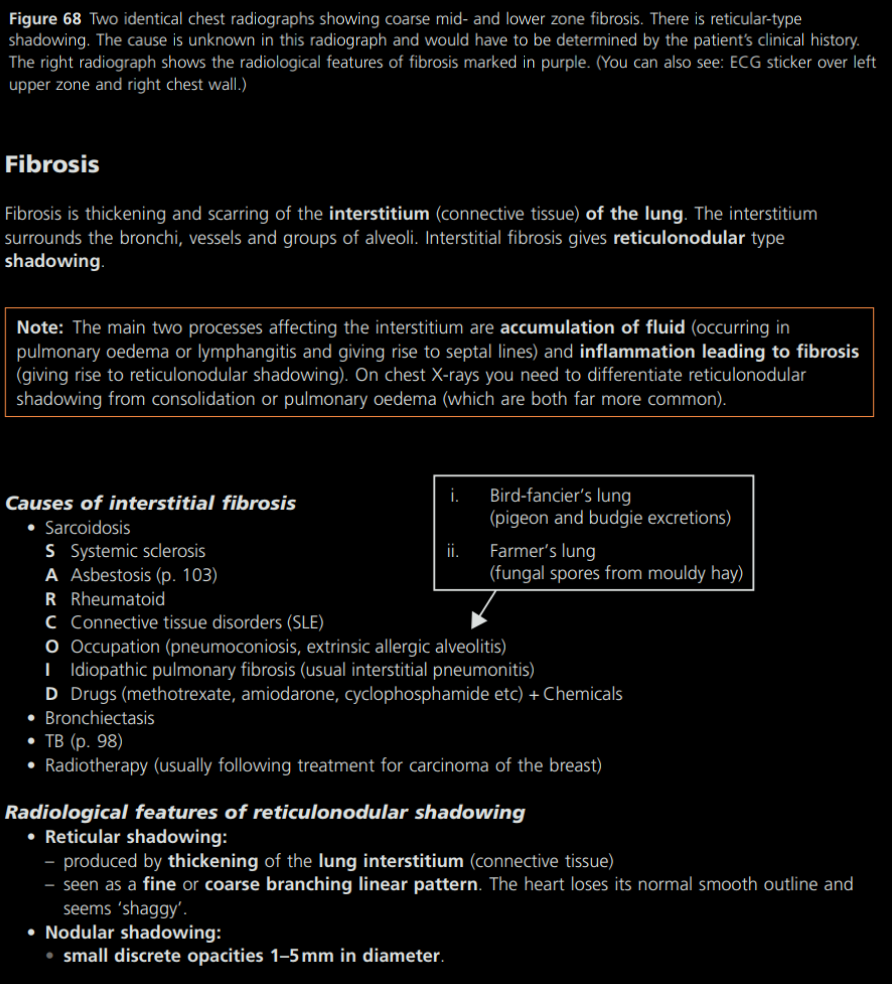 Figure 68 Two identical chest radiographs showing coarse mid- and lower zone fibrosis. There is reticular-type
shadowing. The cause is unknown in this radiograph and would have to be determined by the patient's clinical history.
The right radiograph shows the radiological features of fibrosis marked in purple. (You can also see: ECG sticker over left
upper zone and right chest wall.)
Fibrosis
Fibrosis is thickening and scarring of the interstitium (connective tissue) of the lung. The interstitium
surrounds the bronchi, vessels and groups of alveoli. Interstitial fibrosis gives reticulonodular type
shadowing.
Note: The main two processes affecting the interstitium are accumulation of fluid (occurring in
pulmonary oedema or lymphangitis and giving rise to septal lines) and inflammation leading to fibrosis
(giving rise to reticulonodular shadowing). On chest X-rays you need to differentiate reticulonodular
shadowing from consolidation or pulmonary oedema (which are both far more common).
i. Bird-fancier's lung
(pigeon and budgie excretions)
ii. Farmer's lung
(fungal spores from mouldy hay)
Causes of interstitial fibrosis
• Sarcoidosis
S Systemic sclerosis
A Asbestosis (p. 103)
R Rheumatoid
C Connective tissue disorders (SLE)
O Occupation (pneumoconiosis, extrinsic allergic alveolitis)
I Idiopathic pulmonary fibrosis (usual interstitial pneumonitis)
D Drugs (methotrexate, amiodarone, cyclophosphamide etc) + Chemicals
• Bronchiectasis
• TB (p. 98)
• Radiotherapy (usually following treatment for carcinoma of the breast)
Radiological features of reticulonodular shadowing
• Reticular shadowing:
– produced by thickening of the lung interstitium (connective tissue)
– seen as a fine or coarse branching linear pattern. The heart loses its normal smooth outline and
seems 'shaggy'.
• Nodular shadowing:
• small discrete opacities 1–5 mm in diameter.